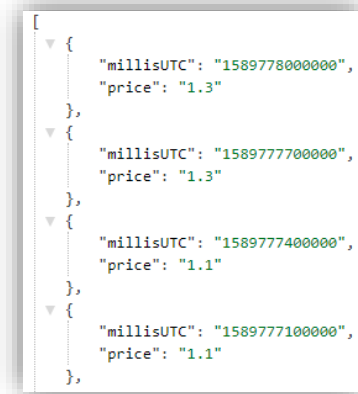 [
{
"millisUTC": "1589778000000",
"price": "1.3"
},
{
"millisUTC": "1589777700000",
"price": "1.3"
},
{
"millisUTC": "1589777400000",
"price": "1.1"
},
{
"millisUTC": "1589777100000",
"price": "1.1"
},